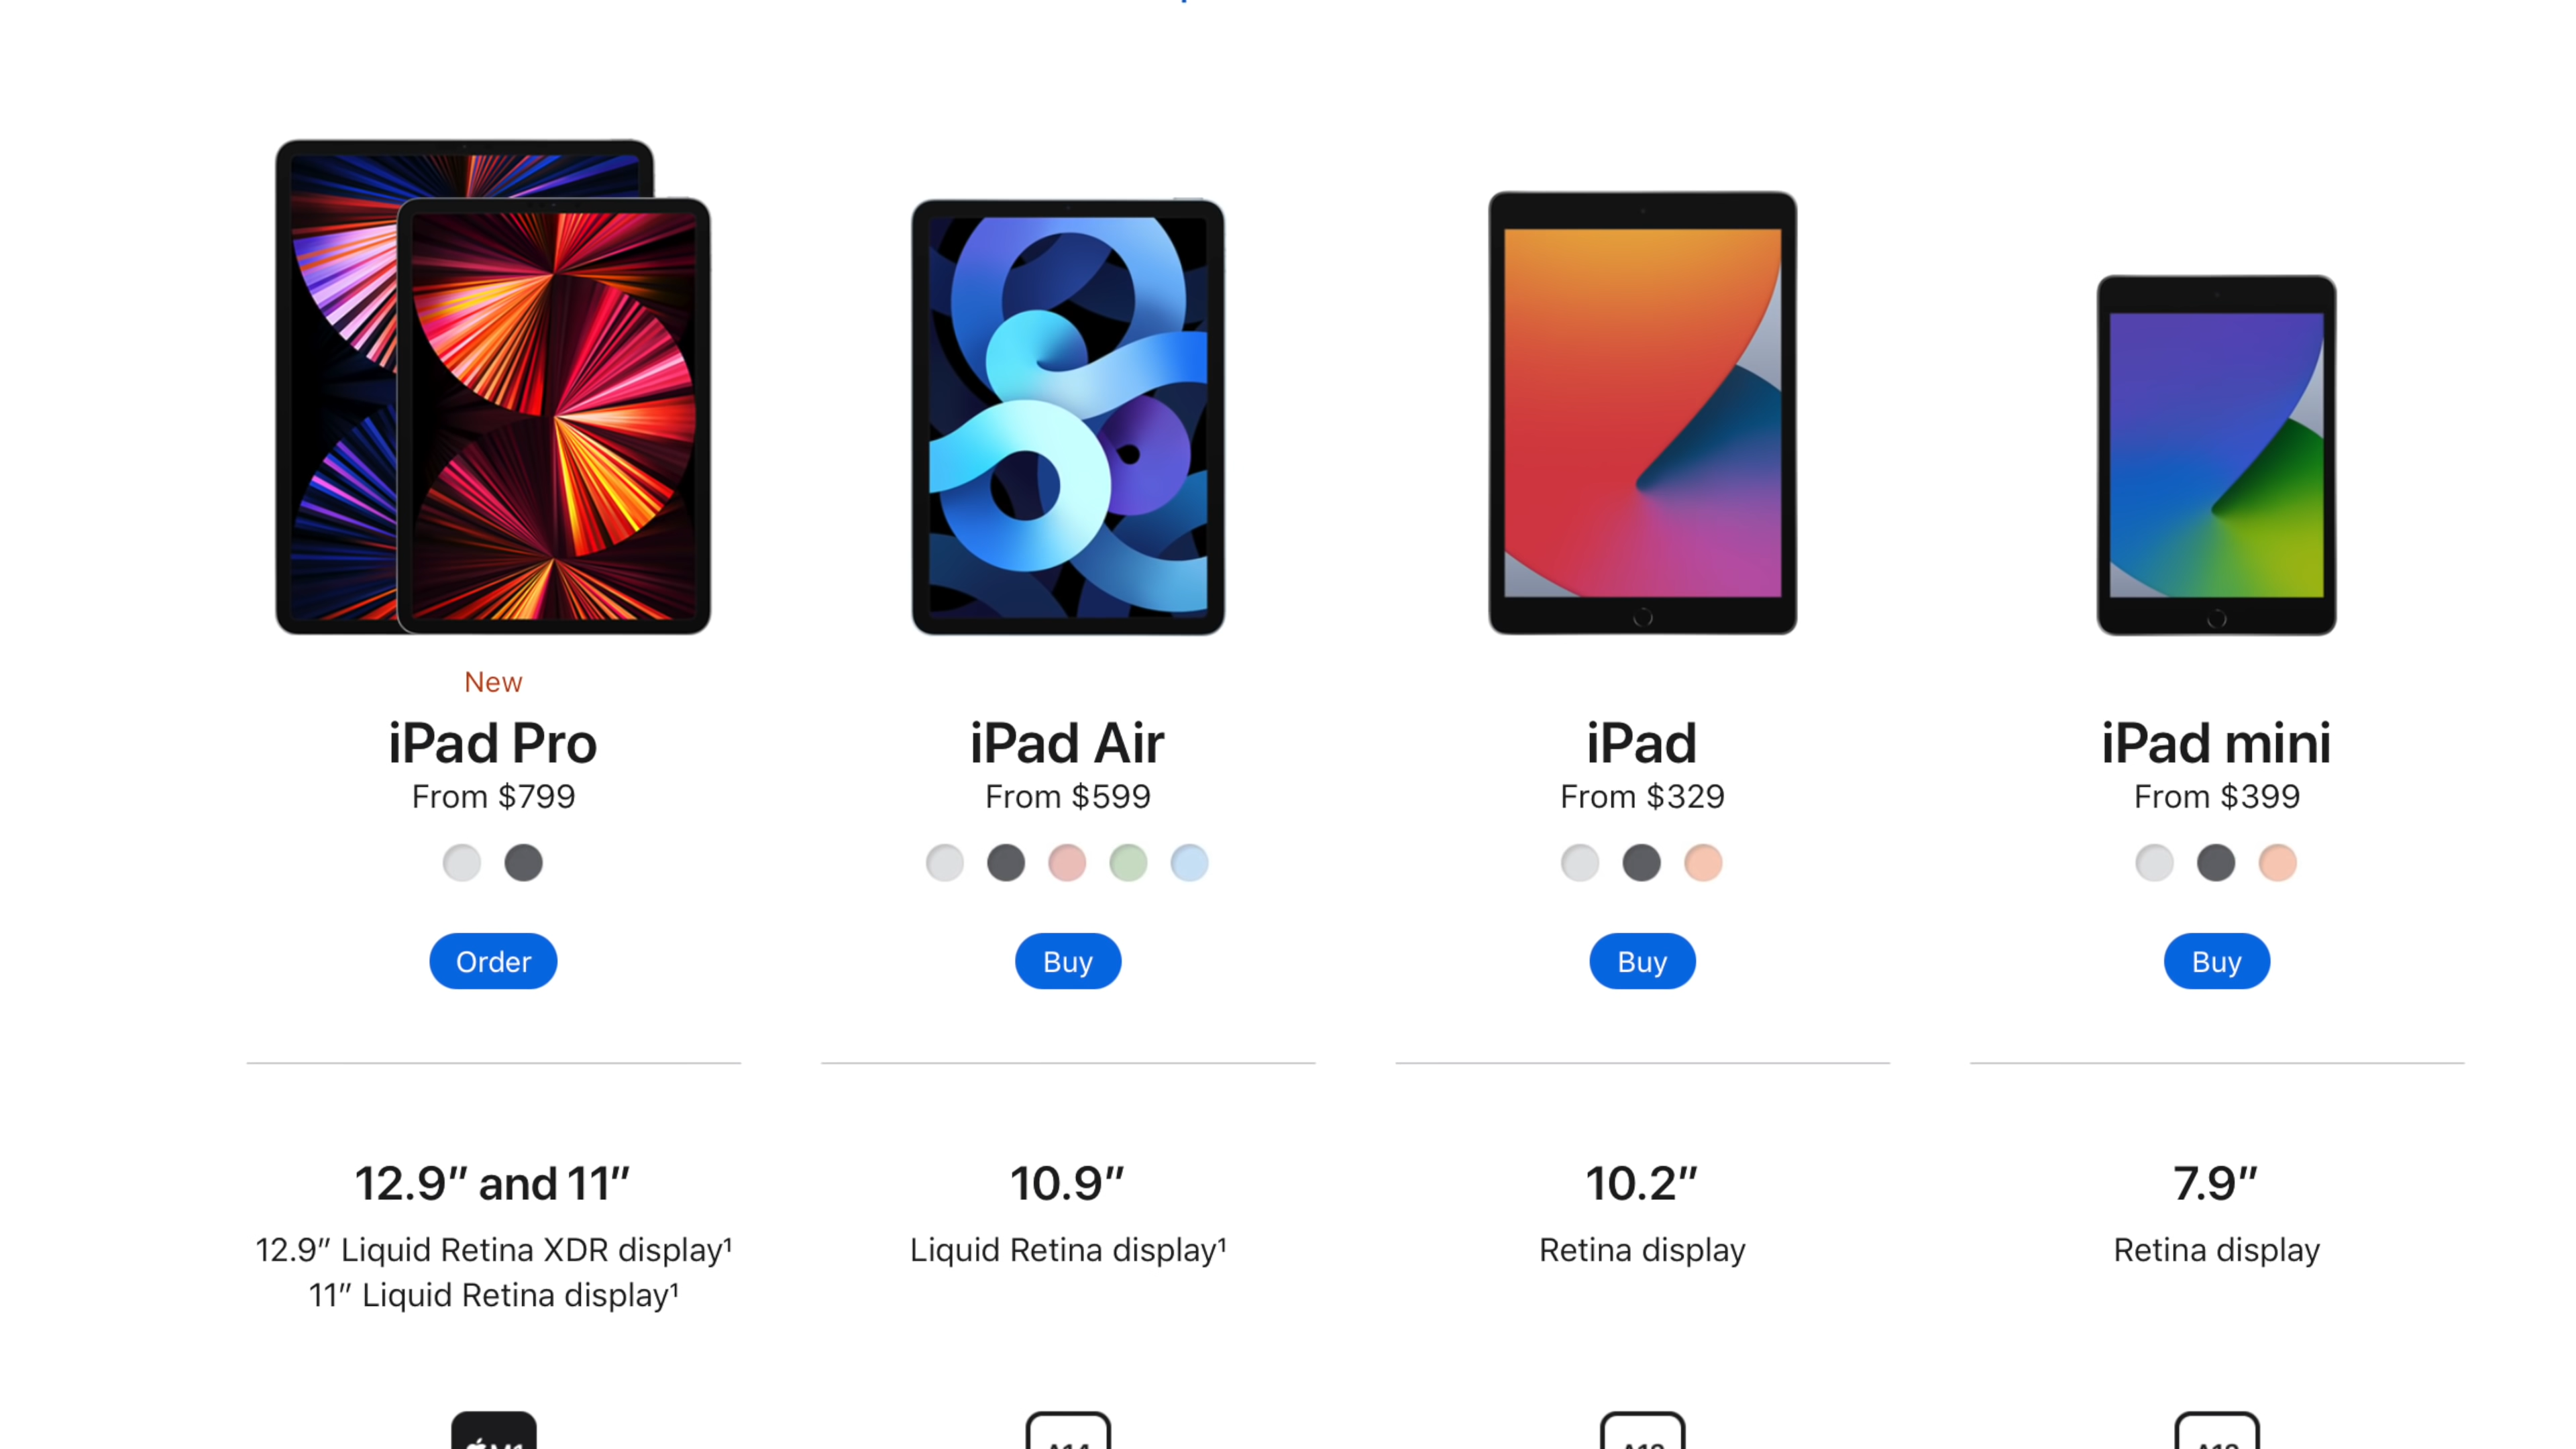 New
iPad Pro
From $799
Order
12.9″ and 11″
12.9″ Liquid Retina XDR display¹
11″ Liquid Retina display¹
iPad Air
From $599
Buy
10.9″
Liquid Retina display¹
iPad
From $329
Buy
10.2″
Retina display
iPad mini
From $399
Buy
7.9″
Retina display